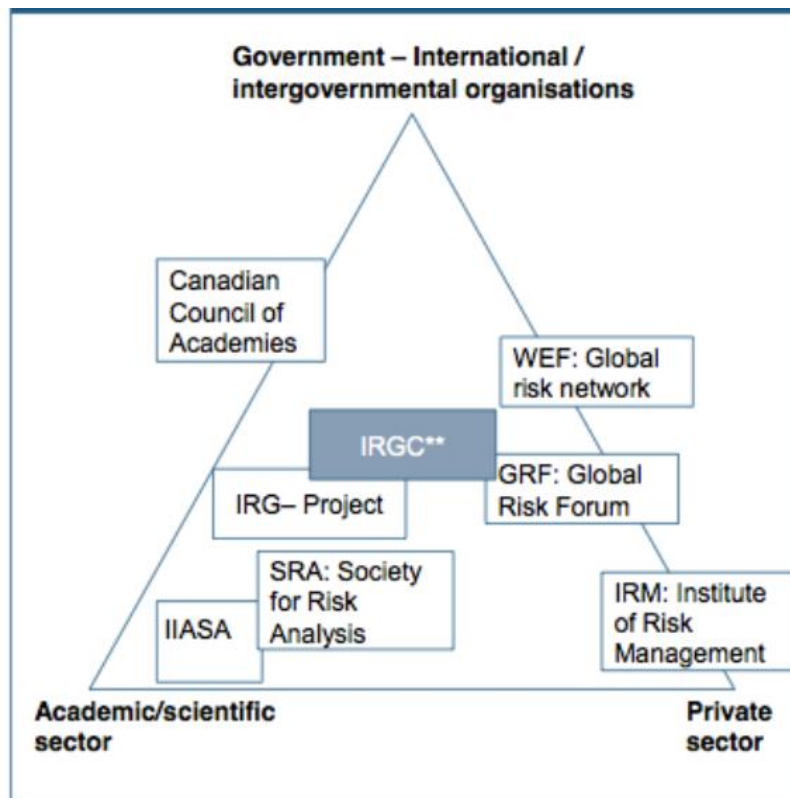 Government – International /
intergovernmental organisations
Canadian
Council of
Academies
WEF: Global
risk network
IRGC**
GRF: Global
Risk Forum
IRG– Project
SRA: Society
for Risk
Analysis
IIASA
IRM: Institute
of Risk
Management
Academic/scientific
sector
Private
sector